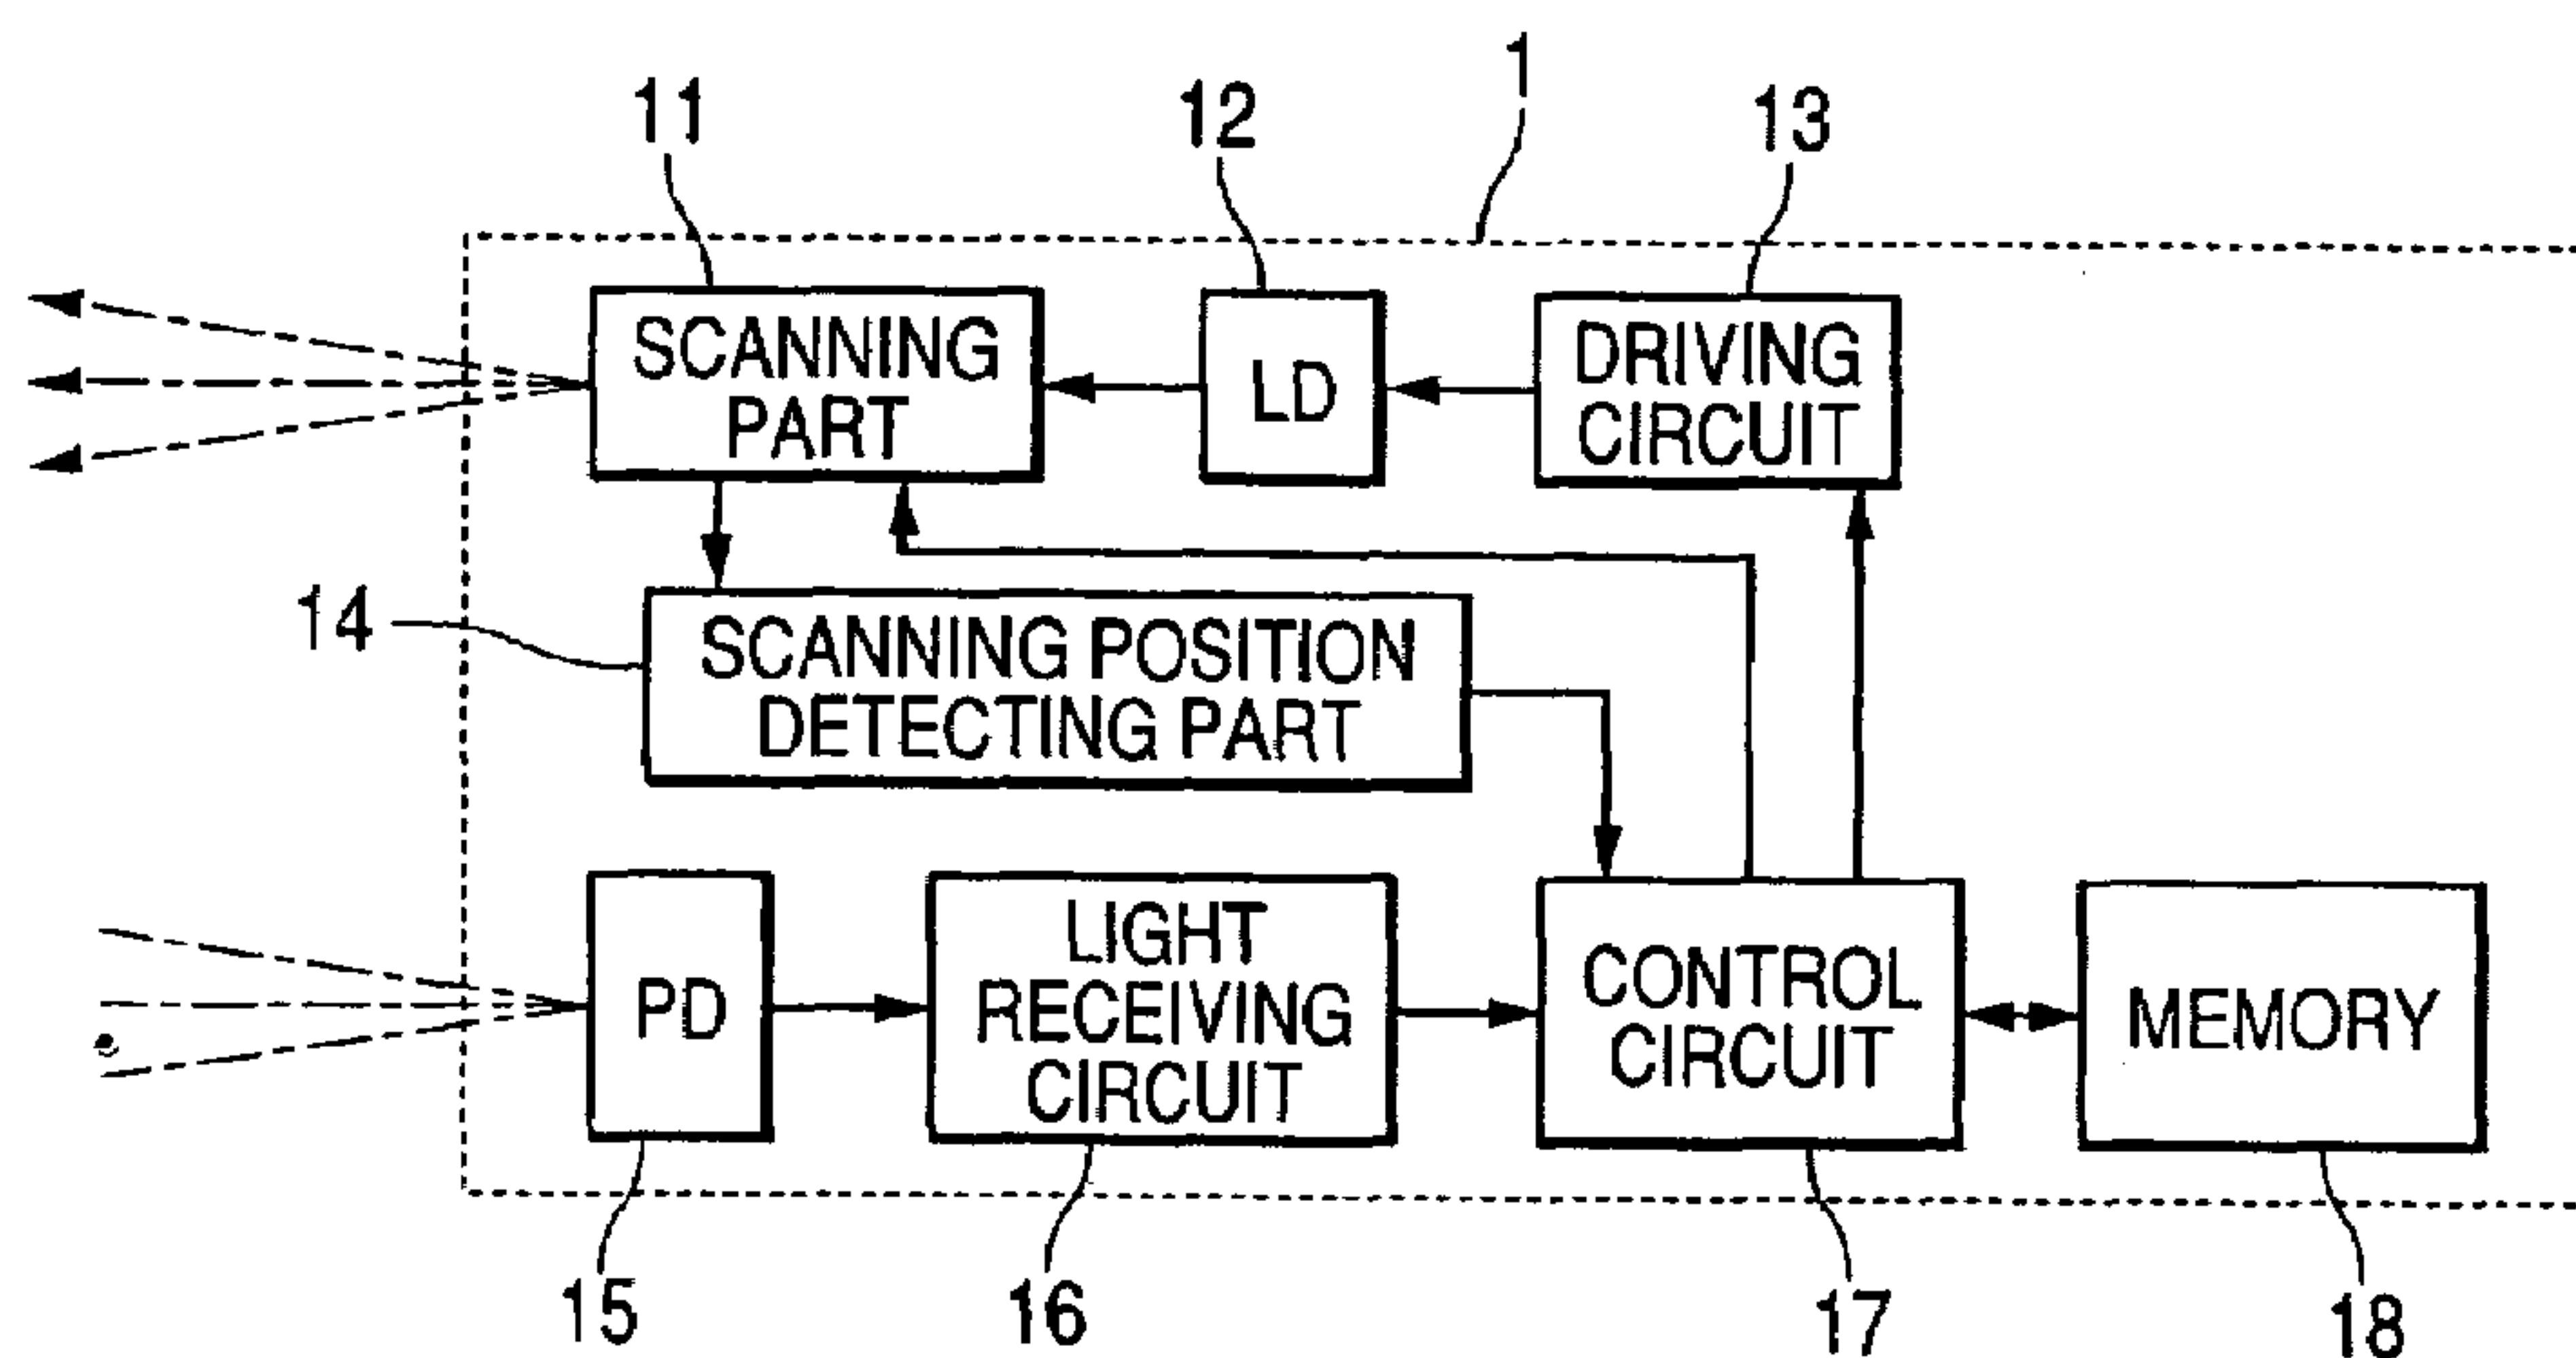 1
11
12
13
SCANNING
PART
LD
DRIVING
CIRCUIT
14
SCANNING POSITION
DETECTING PART
PD
LIGHT
RECEIVING
CIRCUIT
CONTROL
CIRCUIT
MEMORY
15
16
17
18